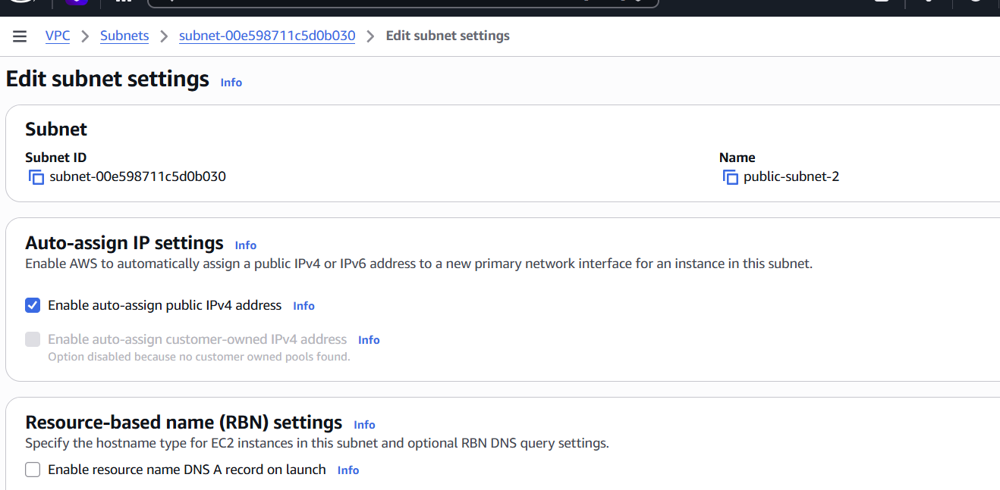 VPC > Subnets > subnet-00e598711c5d0b030 > Edit subnet settings
Edit subnet settings Info
Subnet
Subnet ID Name
subnet-00e598711c5d0b030 public-subnet-2
Auto-assign IP settings Info
Enable AWS to automatically assign a public IPv4 or IPv6 address to a new primary network interface for an instance in this subnet.
Enable auto-assign public IPv4 address Info
Enable auto-assign customer-owned IPv4 address Info
Option disabled because no customer owned pools found.
Resource-based name (RBN) settings Info
Specify the hostname type for EC2 instances in this subnet and optional RBN DNS query settings.
Enable resource name DNS A record on launch Info